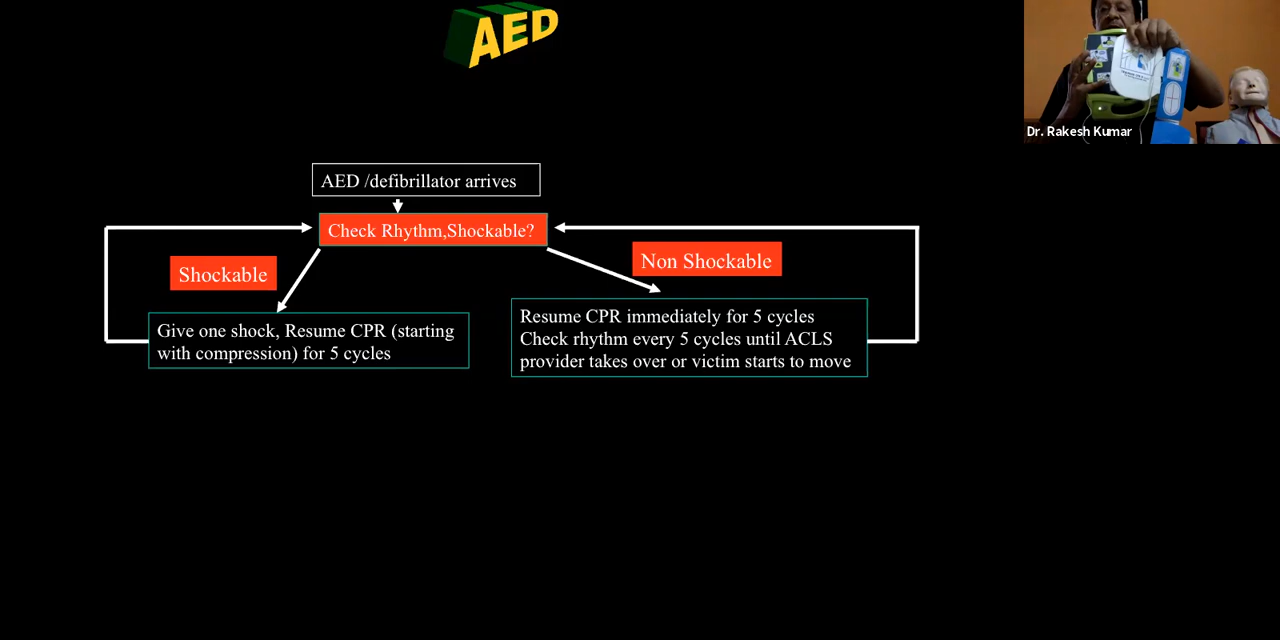 AED
Dr. Rakesh Kumar
AED /defibrillator arrives
Check Rhythm,Shockable?
Shockable
Non Shockable
Give one shock, Resume CPR (starting
with compression) for 5 cycles
Resume CPR immediately for 5 cycles
Check rhythm every 5 cycles until ACLS
provider takes over or victim starts to move